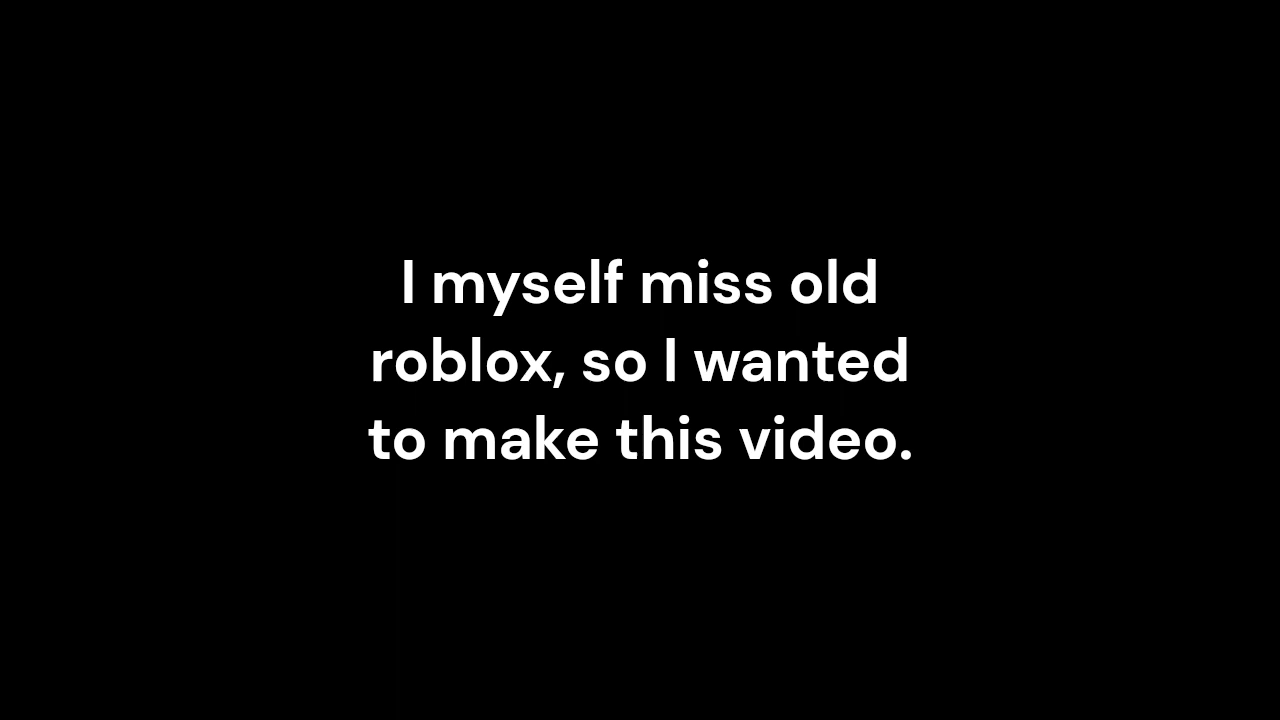 I myself miss old
roblox, so I wanted
to make this video.